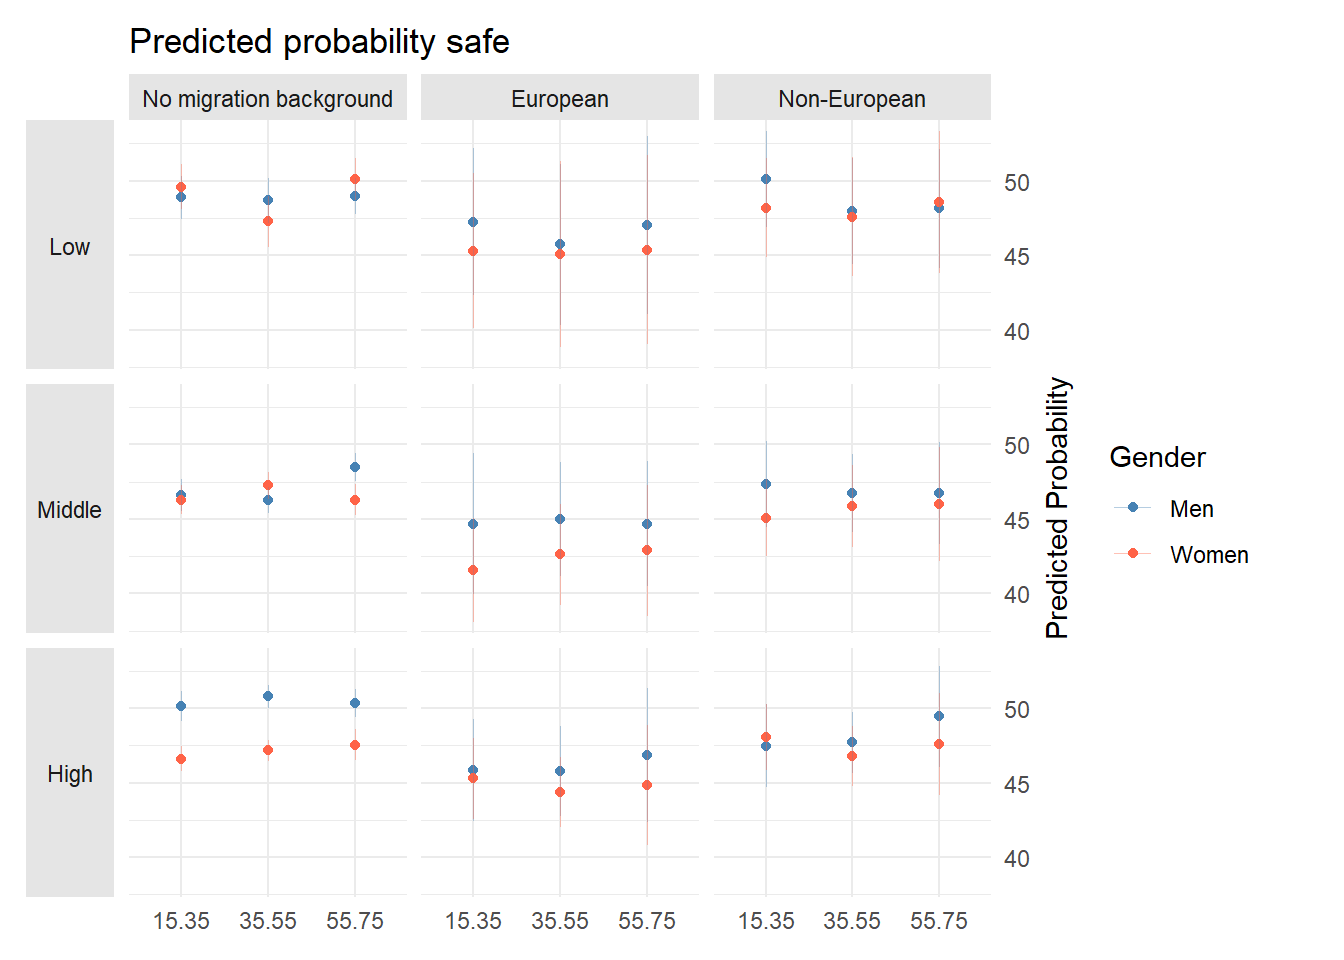 Predicted probability safe
No migration background
European
Non-European
Low
50
45
40
Middle
50
45
40
High
50
45
40
15.35 35.55 55.75
15.35 35.55 55.75
15.35 35.55 55.75
Predicted Probability
Gender
Men
Women